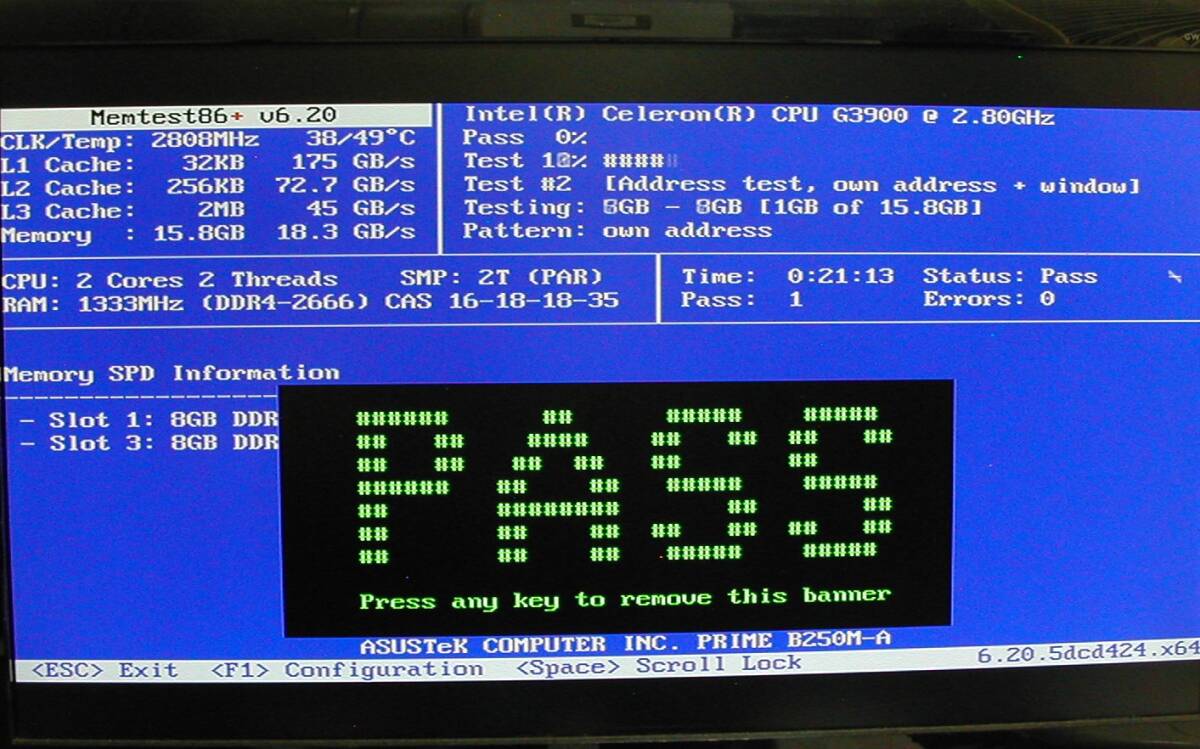 Memtest86+ v6.20
CLK/Temp: 2808MHz 38/49°C
L1 Cache: 32KB 175 GB/s
L2 Cache: 256KB 72.7 GB/s
L3 Cache: 2MB 45 GB/s
Memory : 15.8GB 18.3 GB/s
Intel(R) Celeron(R) CPU G3900 @ 2.80GHz
Pass 0%
Test ####
Test #2 [Address test, own address + window]
Testing: - [1GB of 15.8GB]
Pattern: own address
CPU: 2 Cores 2 Threads SMP: 2T (PAR)
RAM: 1333MHz (DDR4-2666) CAS 16-18-18-35
Time: 0:21:13 Status: Pass
Pass: 1 Errors: 0
Memory SPD Information
- Slot 1: 8GB DDR
- Slot 3: 8GB DDR
PASS
Press any key to remove this banner
ASUSTeK COMPUTER INC. PRIME B250M-A
<ESC> Exit <F1> Configuration <Space> Scroll Lock 6.20.5dcd424.x64